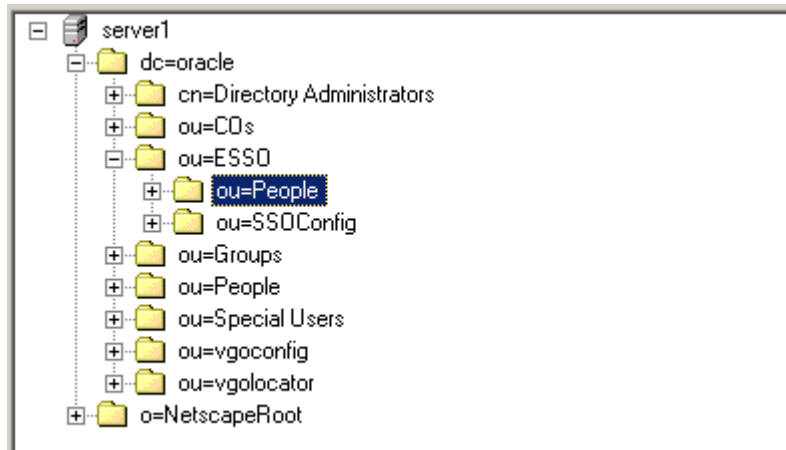 server1
dc=oracle
cn=Directory Administrators
ou=COs
ou=ESSO
ou=People
ou=SSOConfig
ou=Groups
ou=People
ou=Special Users
ou=vgoconfig
ou=vgolocator
o=NetscapeRoot